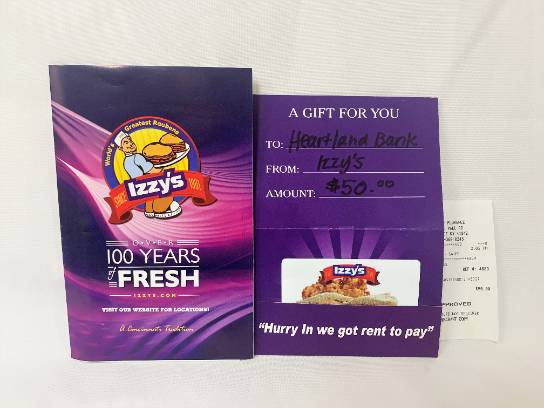 World's Greatest Reubens
Izzy's
SINCE 1901
OVER
100 YEARS
of FRESH
IZZYS.COM
VISIT OUR WEBSITE FOR LOCATIONS!
A Cincinnati Tradition
A GIFT FOR YOU
TO: Heartland Bank
FROM: Izzy's
AMOUNT: $50.00
Izzy's
"Hurry In we got rent to pay"